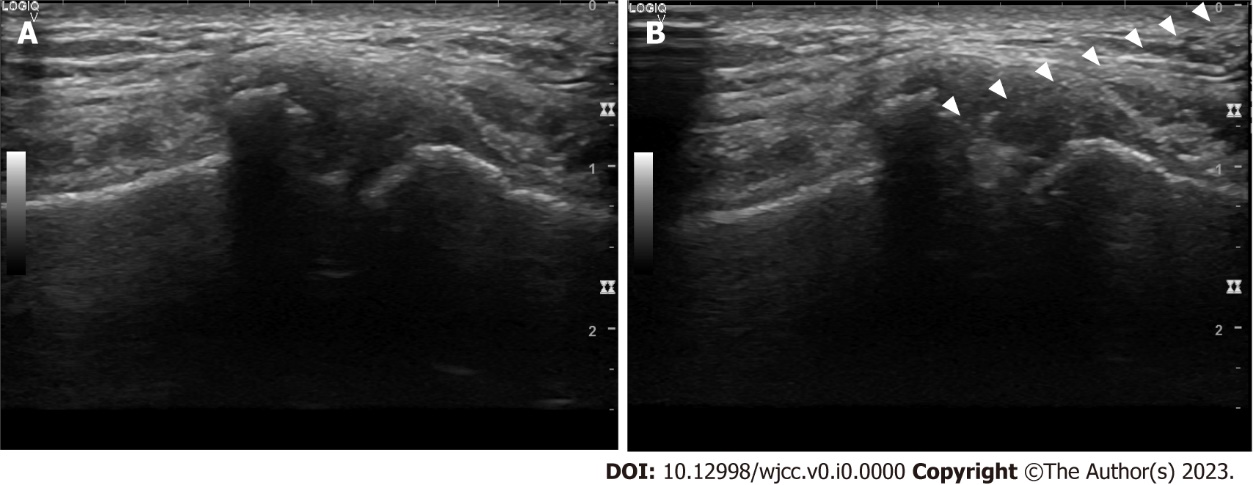 LOGIQ
V
A
0
1
2
LOGIQ
V
B
0
1
2
DOI: 10.12998/wjcc.v0.i0.0000 Copyright ©The Author(s) 2023.